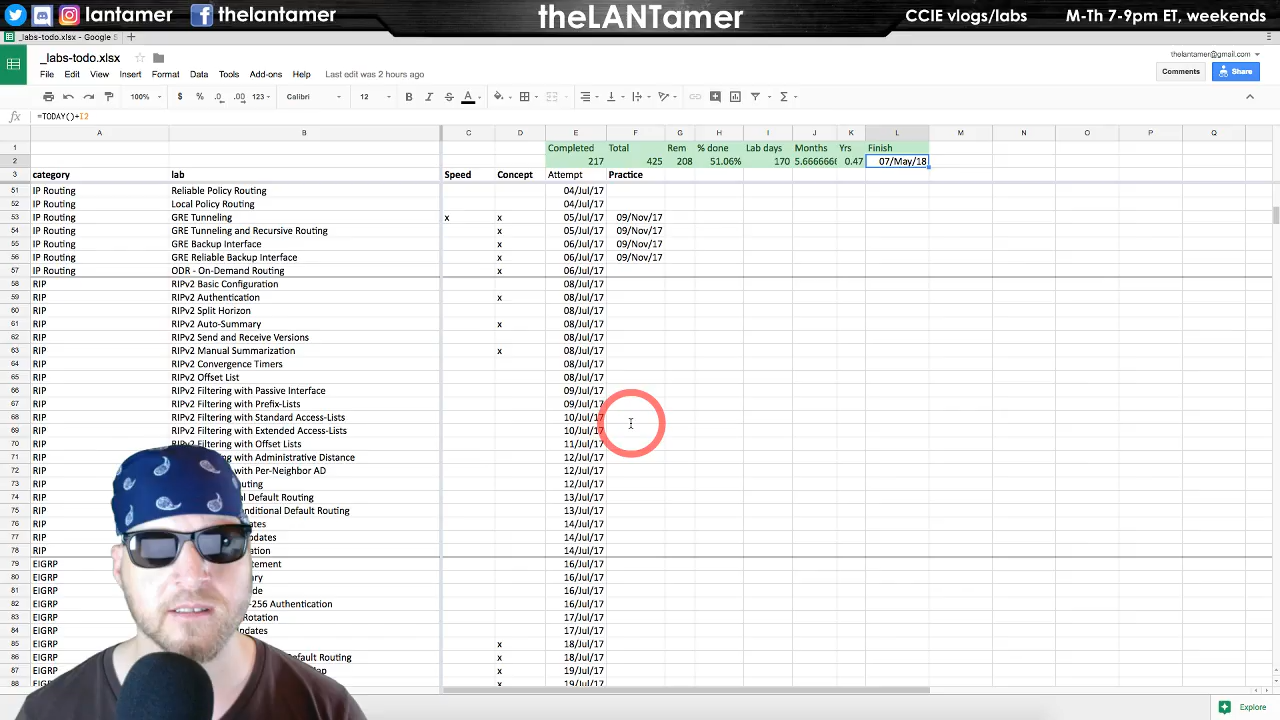 lantamer thelantamer theLANTamer CCIE vlogs/labs M-Th 7-9pm ET, weekends
_labs-todo.xlsx - Google S
_labs-todo.xlsx thelantamer@gmail.com
File Edit View Insert Format Data Tools Add-ons Help Last edit was 2 hours ago Comments Share
100% $ % .0 .00 123 Calibri 12 B I S A
fx =TODAY()+I2
A B C D E F G H I J K L M N O P Q
1 Completed Total Rem % done Lab days Months Yrs Finish
2 217 425 208 51.06% 170 5.6666666 0.47 07/May/18
3 category lab Speed Concept Attempt Practice
51 IP Routing Reliable Policy Routing 04/Jul/17
52 IP Routing Local Policy Routing 04/Jul/17
53 IP Routing GRE Tunneling x x 05/Jul/17 09/Nov/17
54 IP Routing GRE Tunneling and Recursive Routing x 05/Jul/17 09/Nov/17
55 IP Routing GRE Backup Interface x 06/Jul/17 09/Nov/17
56 IP Routing GRE Reliable Backup Interface x 06/Jul/17 09/Nov/17
57 IP Routing ODR - On-Demand Routing x 06/Jul/17
58 RIP RIPv2 Basic Configuration 08/Jul/17
59 RIP RIPv2 Authentication x 08/Jul/17
60 RIP RIPv2 Split Horizon 08/Jul/17
61 RIP RIPv2 Auto-Summary x 08/Jul/17
62 RIP RIPv2 Send and Receive Versions 08/Jul/17
63 RIP RIPv2 Manual Summarization x 08/Jul/17
64 RIP RIPv2 Convergence Timers 08/Jul/17
65 RIP RIPv2 Offset List 08/Jul/17
66 RIP RIPv2 Filtering with Passive Interface 09/Jul/17
67 RIP RIPv2 Filtering with Prefix-Lists 09/Jul/17
68 RIP RIPv2 Filtering with Standard Access-Lists 10/Jul/17
69 RIP RIPv2 Filtering with Extended Access-Lists 10/Jul/17
70 RIP RIPv2 Filtering with Offset Lists 11/Jul/17
71 RIP with Administrative Distance 12/Jul/17
72 RIP with Per-Neighbor AD 12/Jul/17
73 RIP 12/Jul/17
74 RIP Default Routing 13/Jul/17
75 RIP Default Routing 13/Jul/17
76 RIP 14/Jul/17
77 RIP 14/Jul/17
78 RIP 14/Jul/17
79 EIGRP 16/Jul/17
80 EIGRP 16/Jul/17
81 EIGRP 16/Jul/17
82 EIGRP -256 Authentication 16/Jul/17
83 EIGRP 17/Jul/17
84 EIGRP 17/Jul/17
85 EIGRP x 18/Jul/17
86 EIGRP Default Routing x 18/Jul/17
87 EIGRP x 19/Jul/17
88 EIGRP x 19/Jul/17
Explore